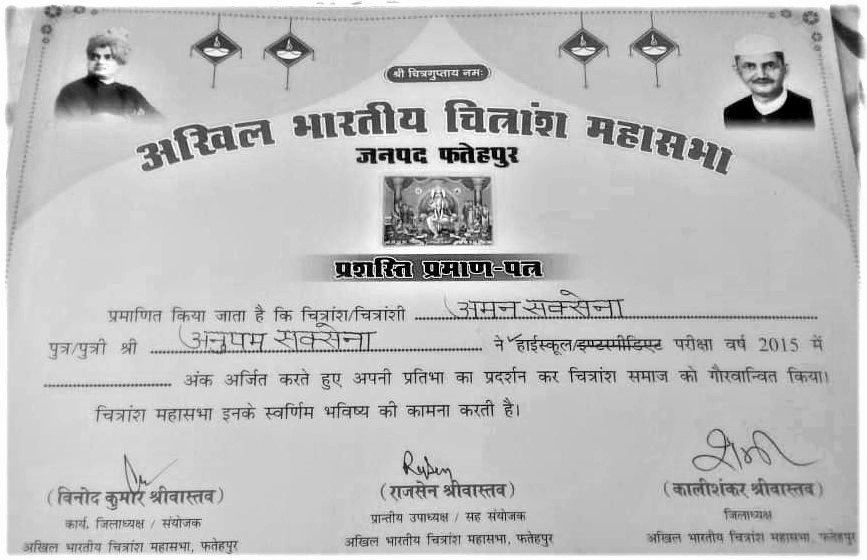 श्री चित्रगुप्ताय नमः
अखिल भारतीय चित्रांश महासभा
जनपद फतेहपुर
प्रशस्ति प्रमाण-पत्र
प्रमाणित किया जाता है कि चित्रांश/चित्रांशी अमन सक्सेना
पुत्र/पुत्री श्री अनुपम सक्सेना ने हाईस्कूल/इण्टरमीडिएट परीक्षा वर्ष 2015 में
अंक अर्जित करते हुए अपनी प्रतिभा का प्रदर्शन कर चित्रांश समाज को गौरवान्वित किया।
चित्रांश महासभा इनके स्वर्णिम भविष्य की कामना करती है।
(विनोद कुमार श्रीवास्तव) (राजसेन श्रीवास्तव) (कालीशंकर श्रीवास्तव)
कार्य. जिलाध्यक्ष / संयोजक प्रान्तीय उपाध्यक्ष / सह संयोजक जिलाध्यक्ष
अखिल भारतीय चित्रांश महासभा, फतेहपुर अखिल भारतीय चित्रांश महासभा, फतेहपुर अखिल भारतीय चित्रांश महासभा, फतेहपुर